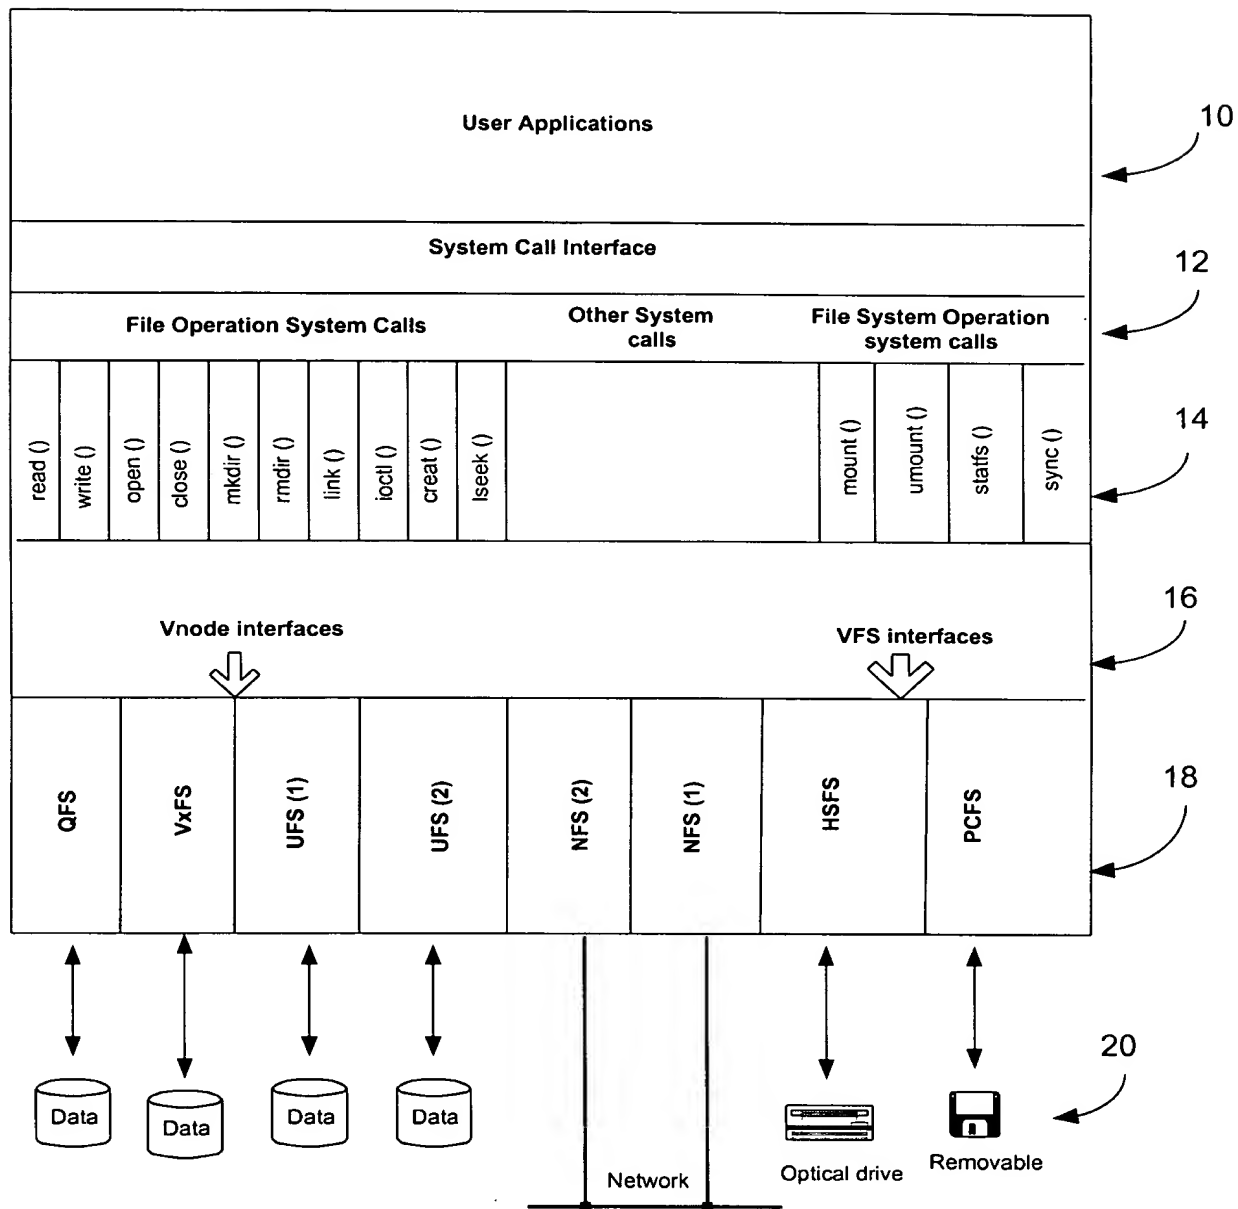 User Applications
10
System Call Interface
12
File Operation System Calls
Other System
calls
File System Operation
system calls
read ()
write ()
open ()
close ()
mkdir ()
rmdir ()
link ()
ioctl ()
creat ()
lseek ()
mount ()
umount ()
statfs ()
sync ()
14
Vnode interfaces
VFS interfaces
16
QFS
VxFS
UFS (1)
UFS (2)
NFS (2)
NFS (1)
HSFS
PCFS
18
20
Data
Data
Data
Data
Network
Optical drive
Removable